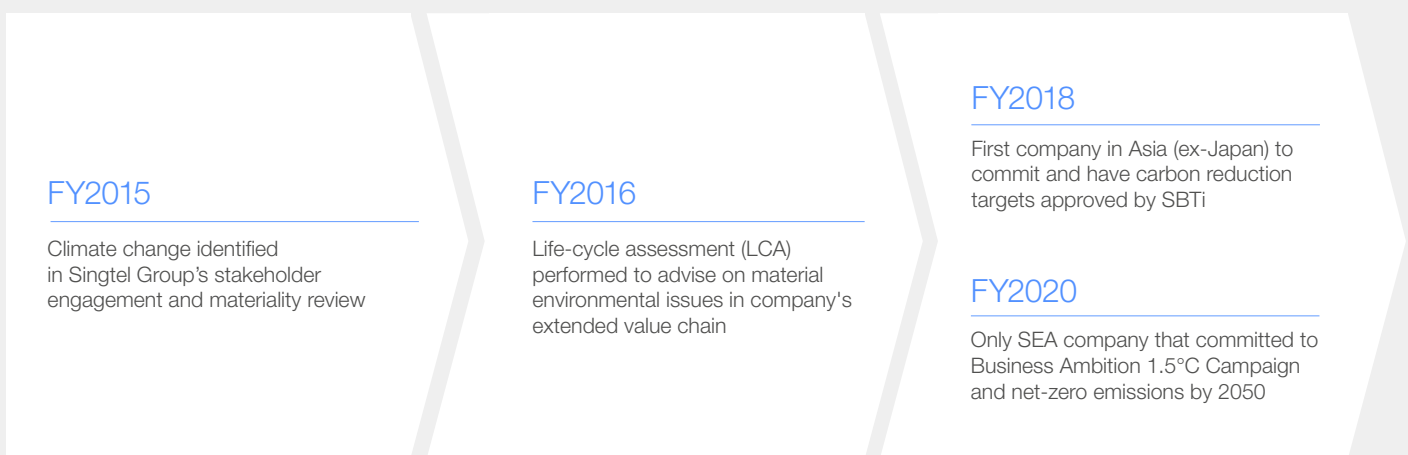 FY2015
Climate change identified
in Singtel Group’s stakeholder
engagement and materiality review
FY2016
Life-cycle assessment (LCA)
performed to advise on material
environmental issues in company's
extended value chain
FY2018
First company in Asia (ex-Japan) to
commit and have carbon reduction
targets approved by SBTi
FY2020
Only SEA company that committed to
Business Ambition 1.5°C Campaign
and net-zero emissions by 2050